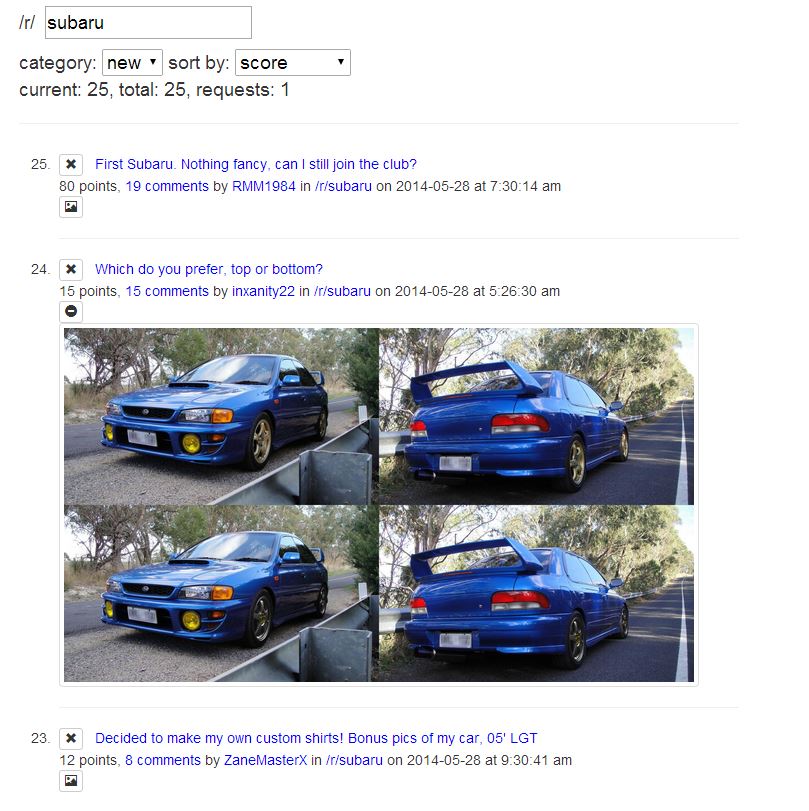 /r/ subaru
category: new sort by: score
current: 25, total: 25, requests: 1
25. First Subaru. Nothing fancy, can I still join the club?
80 points, 19 comments by RMM1984 in /r/subaru on 2014-05-28 at 7:30:14 am
24. Which do you prefer, top or bottom?
15 points, 15 comments by inxanity22 in /r/subaru on 2014-05-28 at 5:26:30 am
23. Decided to make my own custom shirts! Bonus pics of my car, 05' LGT
12 points, 8 comments by ZaneMasterX in /r/subaru on 2014-05-28 at 9:30:41 am